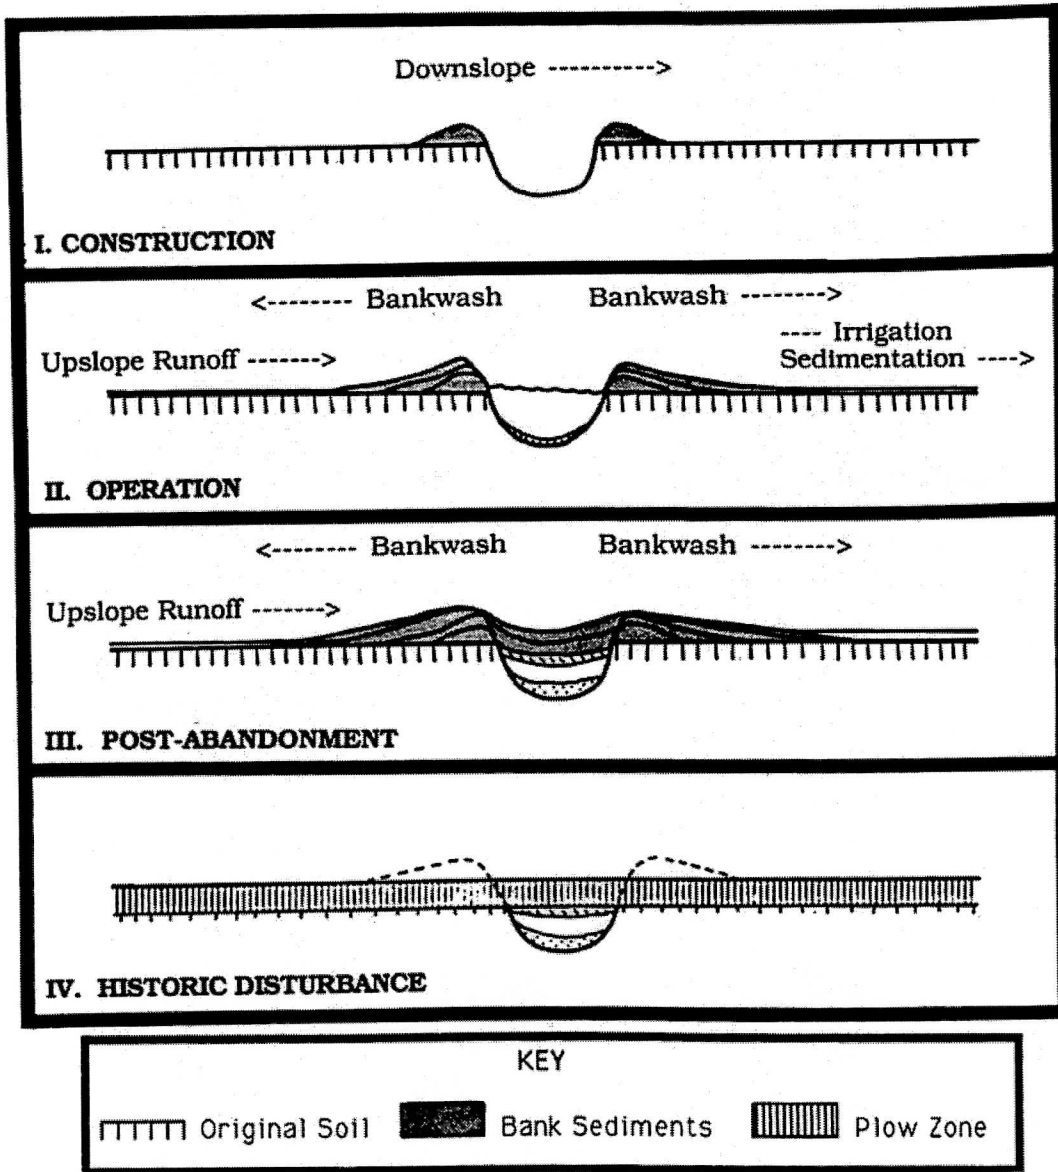 Downslope ---------->
I. CONSTRUCTION
<-------- Bankwash Bankwash -------->
---- Irrigation
Upslope Runoff ------->
Sedimentation ---->
II. OPERATION
<-------- Bankwash Bankwash -------->
Upslope Runoff ------->
III. POST-ABANDONMENT
IV. HISTORIC DISTURBANCE
KEY
Original Soil Bank Sediments Plow Zone